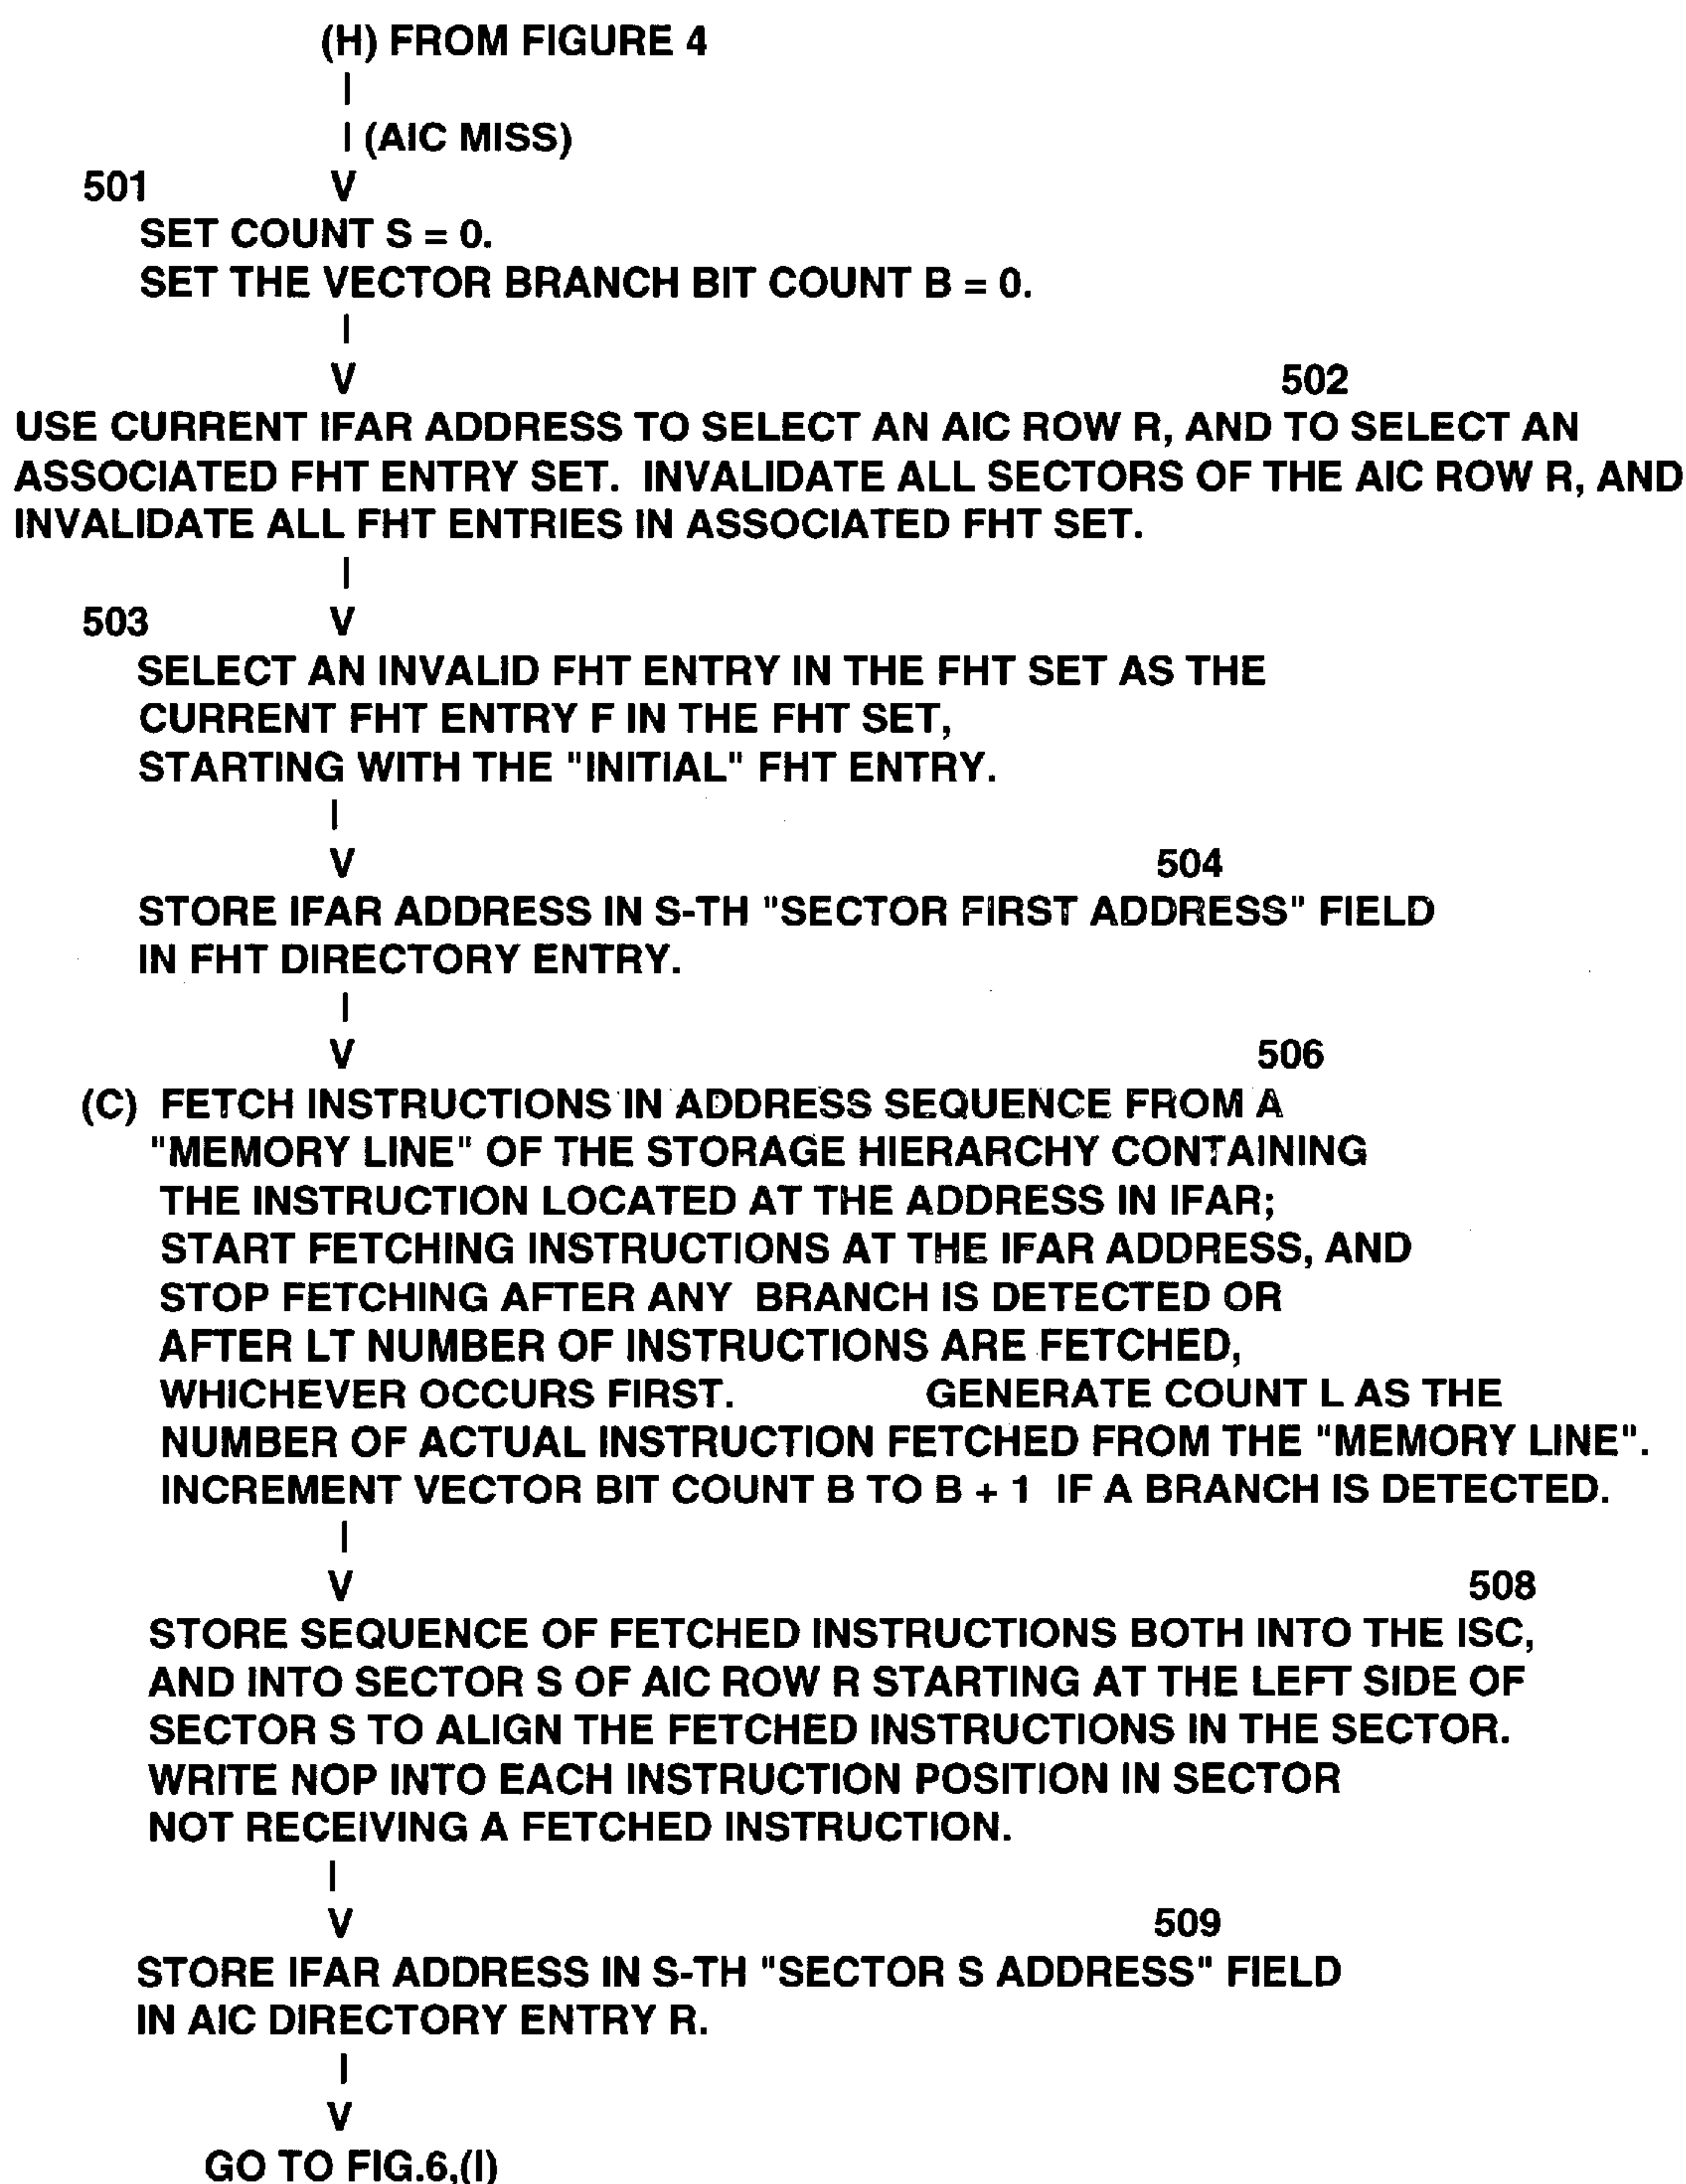 (H) FROM FIGURE 4
|
| (AIC MISS)
501 V
SET COUNT S = 0.
SET THE VECTOR BRANCH BIT COUNT B = 0.
|
V 502
USE CURRENT IFAR ADDRESS TO SELECT AN AIC ROW R, AND TO SELECT AN
ASSOCIATED FHT ENTRY SET. INVALIDATE ALL SECTORS OF THE AIC ROW R, AND
INVALIDATE ALL FHT ENTRIES IN ASSOCIATED FHT SET.
|
503 V
SELECT AN INVALID FHT ENTRY IN THE FHT SET AS THE
CURRENT FHT ENTRY F IN THE FHT SET,
STARTING WITH THE "INITIAL" FHT ENTRY.
|
V 504
STORE IFAR ADDRESS IN S-TH "SECTOR FIRST ADDRESS" FIELD
IN FHT DIRECTORY ENTRY.
|
V 506
(C) FETCH INSTRUCTIONS IN ADDRESS SEQUENCE FROM A
"MEMORY LINE" OF THE STORAGE HIERARCHY CONTAINING
THE INSTRUCTION LOCATED AT THE ADDRESS IN IFAR;
START FETCHING INSTRUCTIONS AT THE IFAR ADDRESS, AND
STOP FETCHING AFTER ANY BRANCH IS DETECTED OR
AFTER LT NUMBER OF INSTRUCTIONS ARE FETCHED,
WHICHEVER OCCURS FIRST. GENERATE COUNT L AS THE
NUMBER OF ACTUAL INSTRUCTION FETCHED FROM THE "MEMORY LINE".
INCREMENT VECTOR BIT COUNT B TO B + 1 IF A BRANCH IS DETECTED.
|
V 508
STORE SEQUENCE OF FETCHED INSTRUCTIONS BOTH INTO THE ISC,
AND INTO SECTOR S OF AIC ROW R STARTING AT THE LEFT SIDE OF
SECTOR S TO ALIGN THE FETCHED INSTRUCTIONS IN THE SECTOR.
WRITE NOP INTO EACH INSTRUCTION POSITION IN SECTOR
NOT RECEIVING A FETCHED INSTRUCTION.
|
V 509
STORE IFAR ADDRESS IN S-TH "SECTOR S ADDRESS" FIELD
IN AIC DIRECTORY ENTRY R.
|
V
GO TO FIG.6,(I)